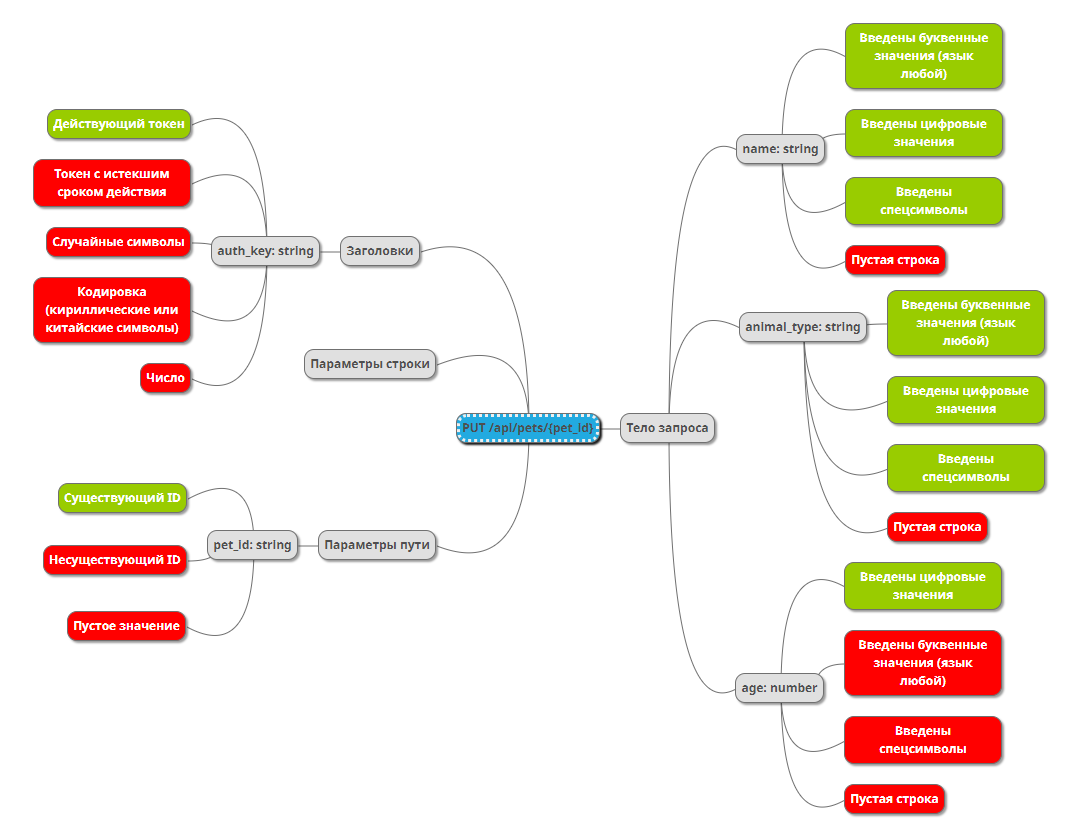 PUT /api/pets/{pet_id}
Заголовки
auth_key: string
Действующий токен
Токен с истекшим
сроком действия
Случайные символы
Кодировка
(кириллические или
китайские символы)
Число
Параметры строки
Параметры пути
pet_id: string
Существующий ID
Несуществующий ID
Пустое значение
Тело запроса
name: string
Введены буквенные
значения (язык
любой)
Введены цифровые
значения
Введены
спецсимволы
Пустая строка
animal_type: string
Введены буквенные
значения (язык
любой)
Введены цифровые
значения
Введены
спецсимволы
Пустая строка
age: number
Введены цифровые
значения
Введены буквенные
значения (язык
любой)
Введены
спецсимволы
Пустая строка